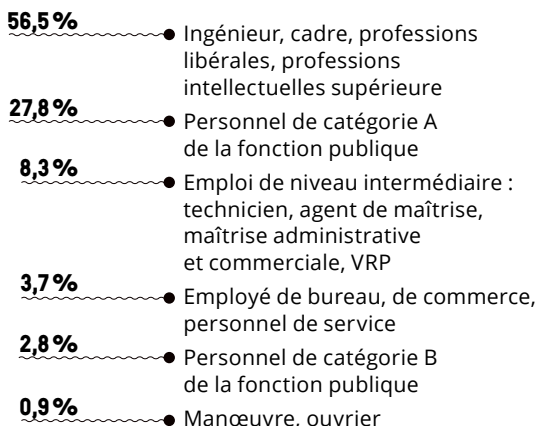 56,5 %
Ingénieur, cadre, professions
libérales, professions
intellectuelles supérieure
27,8 %
Personnel de catégorie A
de la fonction publique
8,3 %
Emploi de niveau intermédiaire :
technicien, agent de maîtrise,
maîtrise administrative
et commerciale, VRP
3,7 %
Employé de bureau, de commerce,
personnel de service
2,8 %
Personnel de catégorie B
de la fonction publique
0,9 %
Manœuvre, ouvrier